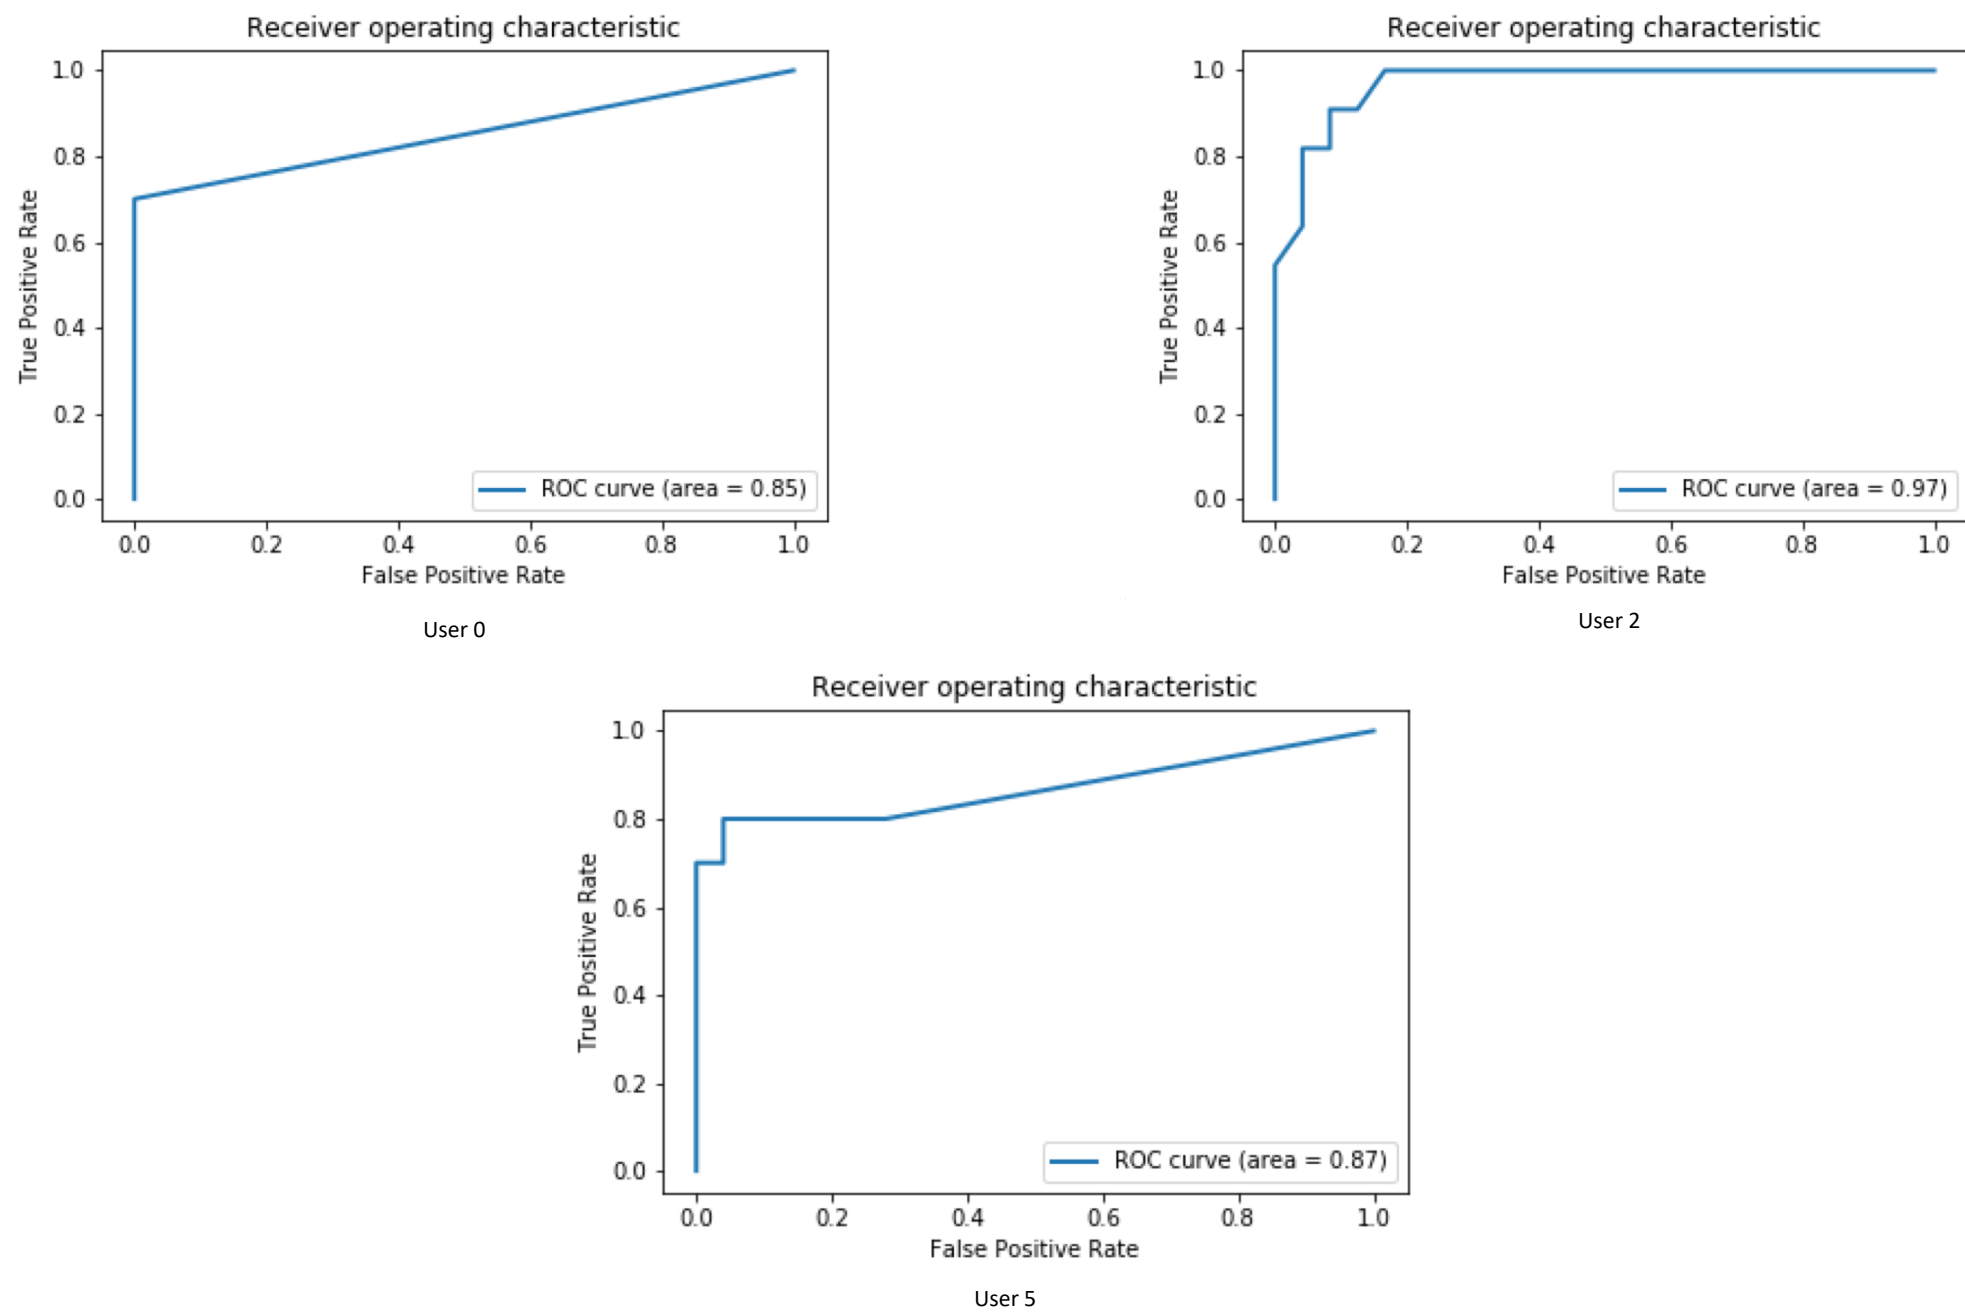 Receiver operating characteristic
True Positive Rate
1.0
0.8
0.6
0.4
0.2
0.0
ROC curve (area = 0.85)
0.0 0.2 0.4 0.6 0.8 1.0
False Positive Rate
User 0
Receiver operating characteristic
True Positive Rate
1.0
0.8
0.6
0.4
0.2
0.0
ROC curve (area = 0.97)
0.0 0.2 0.4 0.6 0.8 1.0
False Positive Rate
User 2
Receiver operating characteristic
True Positive Rate
1.0
0.8
0.6
0.4
0.2
0.0
ROC curve (area = 0.87)
0.0 0.2 0.4 0.6 0.8 1.0
False Positive Rate
User 5